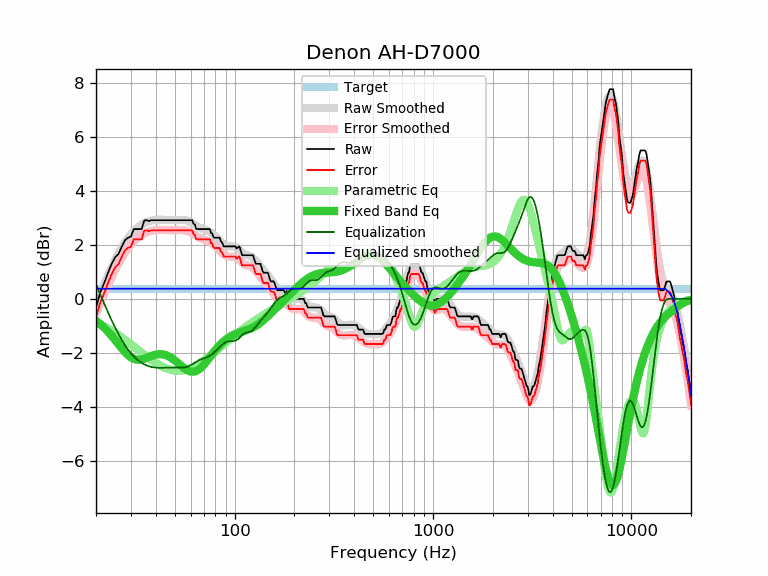 Denon AH-D7000
Target
Raw Smoothed
Error Smoothed
Raw
Error
Parametric Eq
Fixed Band Eq
Equalization
Equalized smoothed
8
6
4
2
0
−2
−4
−6
Amplitude (dBr)
100 1000 10000
Frequency (Hz)